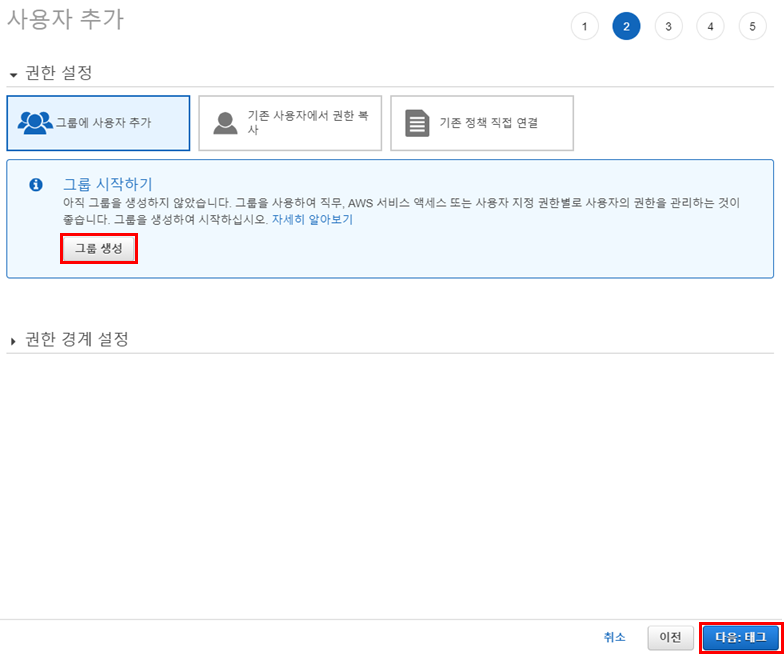 사용자 추가
1 2 3 4 5
권한 설정
그룹에 사용자 추가
기존 사용자에서 권한 복
사
기존 정책 직접 연결
그룹 시작하기
아직 그룹을 생성하지 않았습니다. 그룹을 사용하여 직무, AWS 서비스 액세스 또는 사용자 지정 권한별로 사용자의 권한을 관리하는 것이
좋습니다. 그룹을 생성하여 시작하십시오. 자세히 알아보기
그룹 생성
권한 경계 설정
취소 이전 다음: 태그